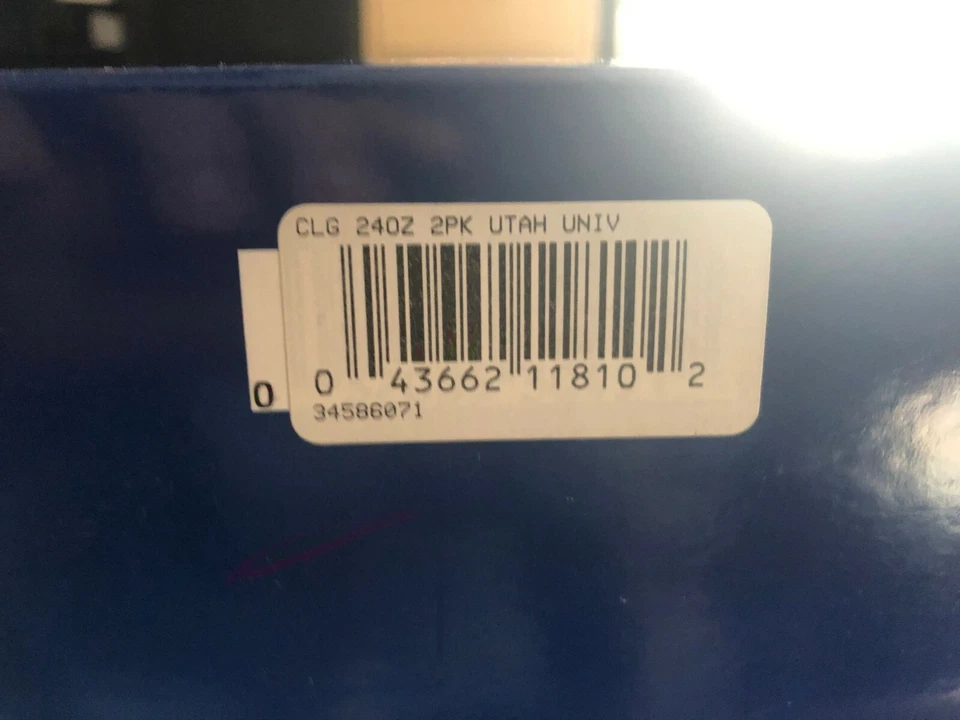 CLG 24OZ 2PK UTAH UNIV
0 43662 11810 2
0
34586071